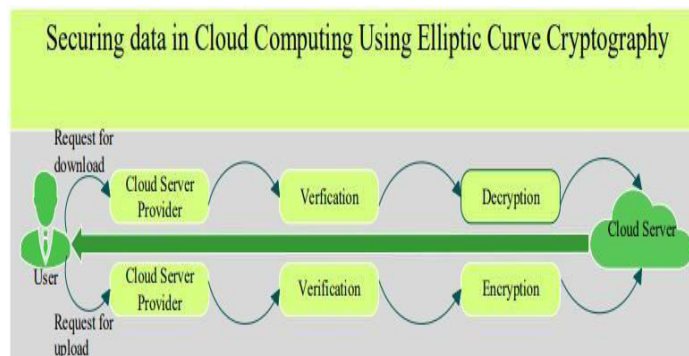 Securing data in Cloud Computing Using Elliptic Curve Cryptography
Request for
download
Cloud Server
Provider
Verfication
Decryption
Cloud Server
User
Cloud Server
Provider
Verification
Encryption
Request for
upload